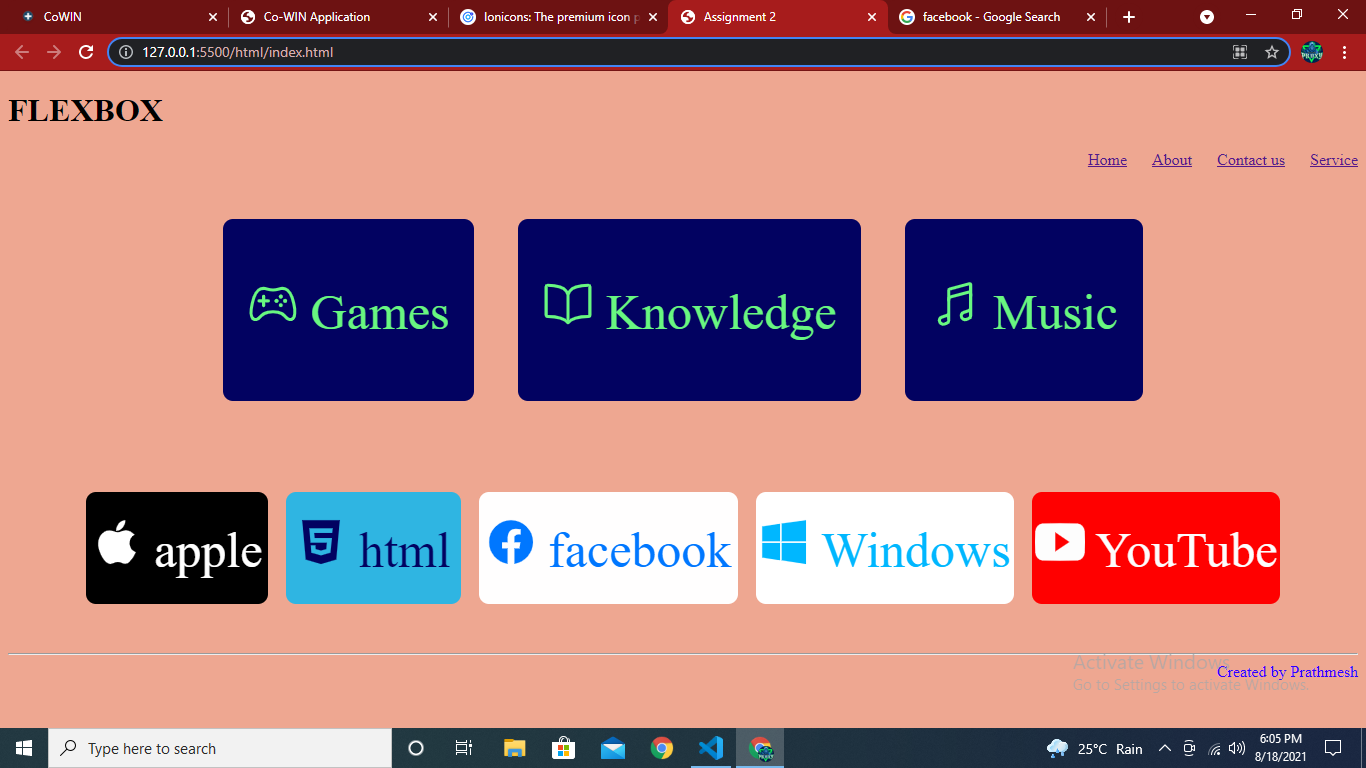 CoWIN
Co-WIN Application
Ionicons: The premium icon p
Assignment 2
facebook - Google Search
127.0.0.1:5500/html/index.html
FLEXBOX
Home About Contact us Service
Games Knowledge Music
apple html facebook Windows YouTube
Activate Windows
Created by Prathmesh
Go to Settings to activate Windows.
Type here to search
25°C Rain
6:05 PM
8/18/2021